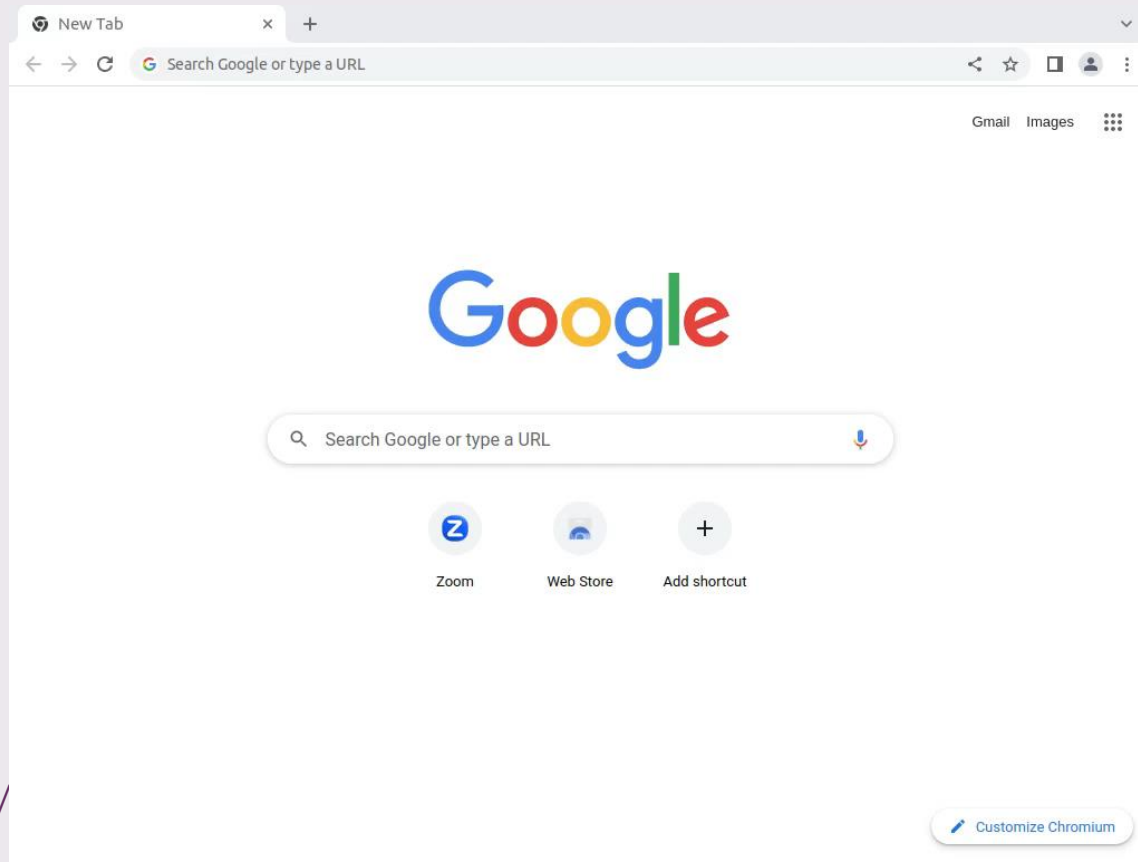 New Tab
Search Google or type a URL
Gmail Images
Google
Search Google or type a URL
Zoom Web Store Add shortcut
Customize Chromium